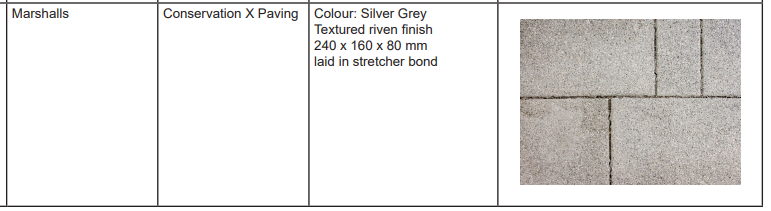 Marshalls
Conservation X Paving
Colour: Silver Grey
Textured riven finish
240 x 160 x 80 mm
laid in stretcher bond